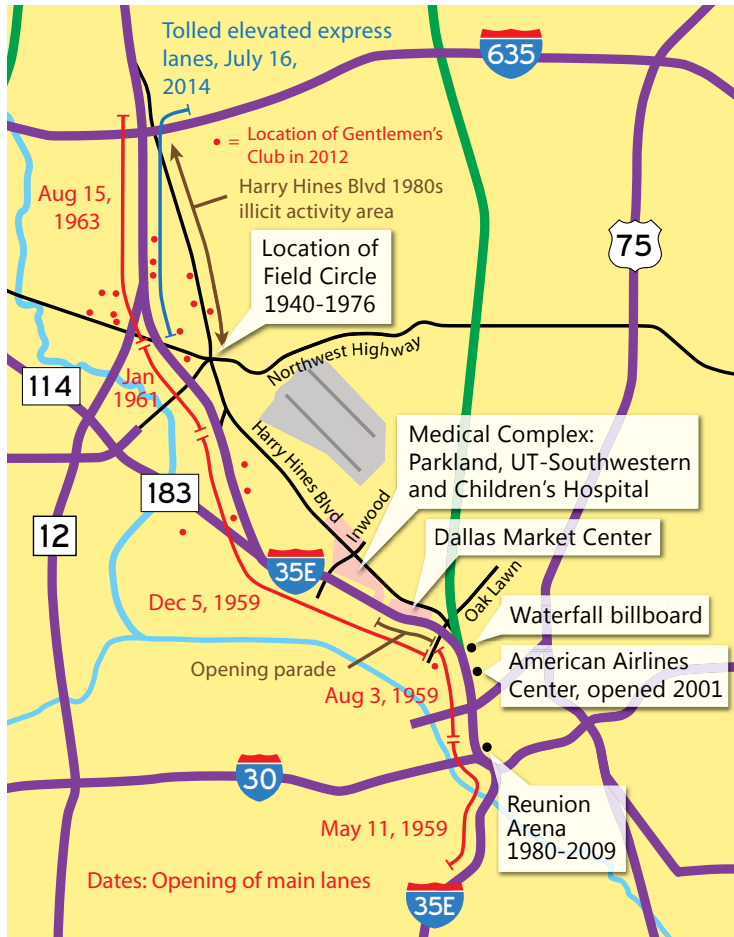 Tolled elevated express
lanes, July 16,
2014
635
= Location of Gentlemen's
Club in 2012
Harry Hines Blvd 1980s
illicit activity area
Aug 15,
1963
75
Location of
Field Circle
1940-1976
Northwest Highway
114
Jan
1961
Harry Hines Blvd
Medical Complex:
Parkland, UT-Southwestern
and Children's Hospital
183
Inwood
12
Dallas Market Center
35E
Oak Lawn
Dec 5, 1959
Waterfall billboard
Opening parade
American Airlines
Center, opened 2001
Aug 3, 1959
30
Reunion
Arena
1980-2009
May 11, 1959
Dates: Opening of main lanes
35E